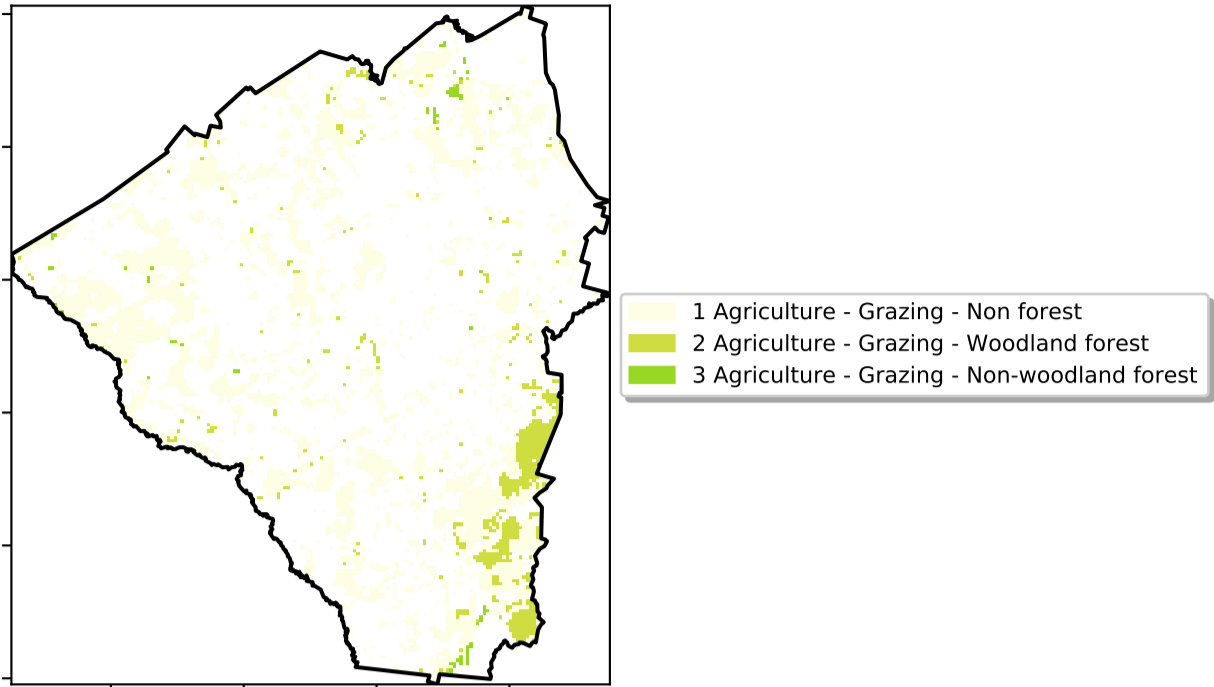 1 Agriculture - Grazing - Non forest
2 Agriculture - Grazing - Woodland forest
3 Agriculture - Grazing - Non-woodland forest